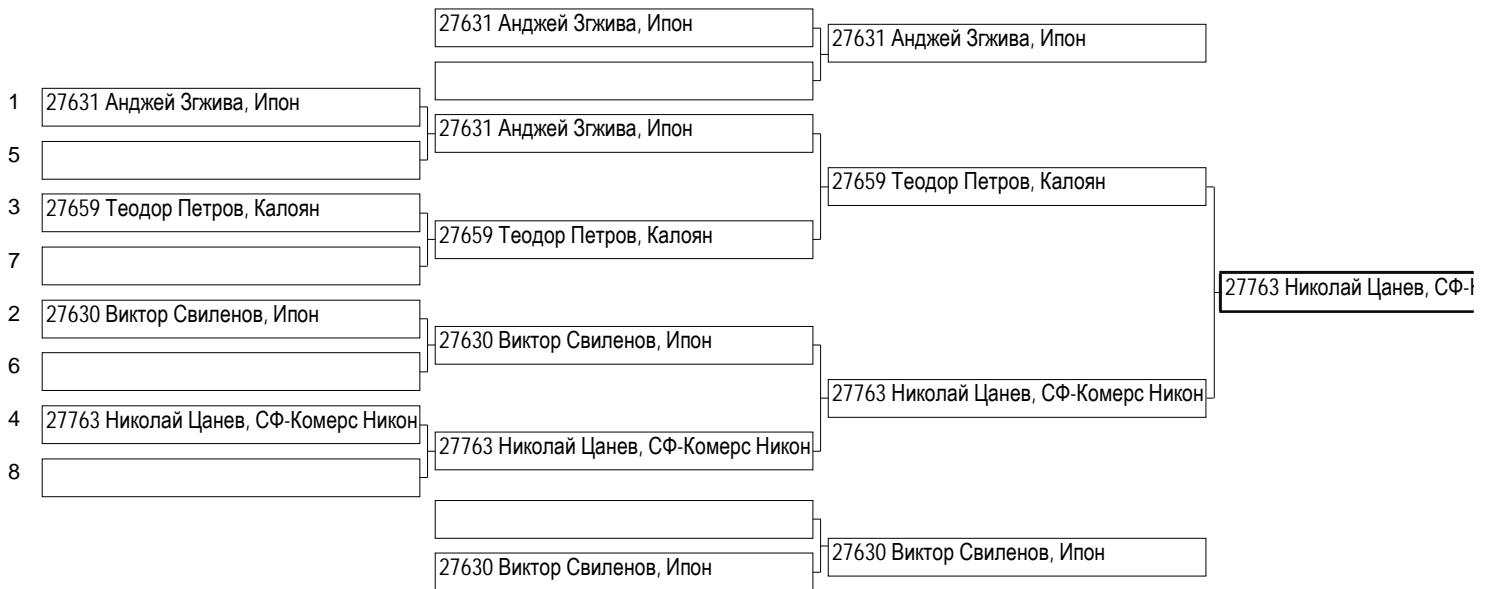 27631 Анджей Згжива, Ипон
27631 Анджей Згжива, Ипон
1 27631 Анджей Згжива, Ипон
27631 Анджей Згжива, Ипон
5
27659 Теодор Петров, Калоян
3 27659 Теодор Петров, Калоян
27659 Теодор Петров, Калоян
7
27763 Николай Цанев, СФ-
2 27630 Виктор Свиленов, Ипон
27630 Виктор Свиленов, Ипон
6
27763 Николай Цанев, СФ-Комерс Никон
4 27763 Николай Цанев, СФ-Комерс Никон
27763 Николай Цанев, СФ-Комерс Никон
8
27630 Виктор Свиленов, Ипон
27630 Виктор Свиленов, Ипон